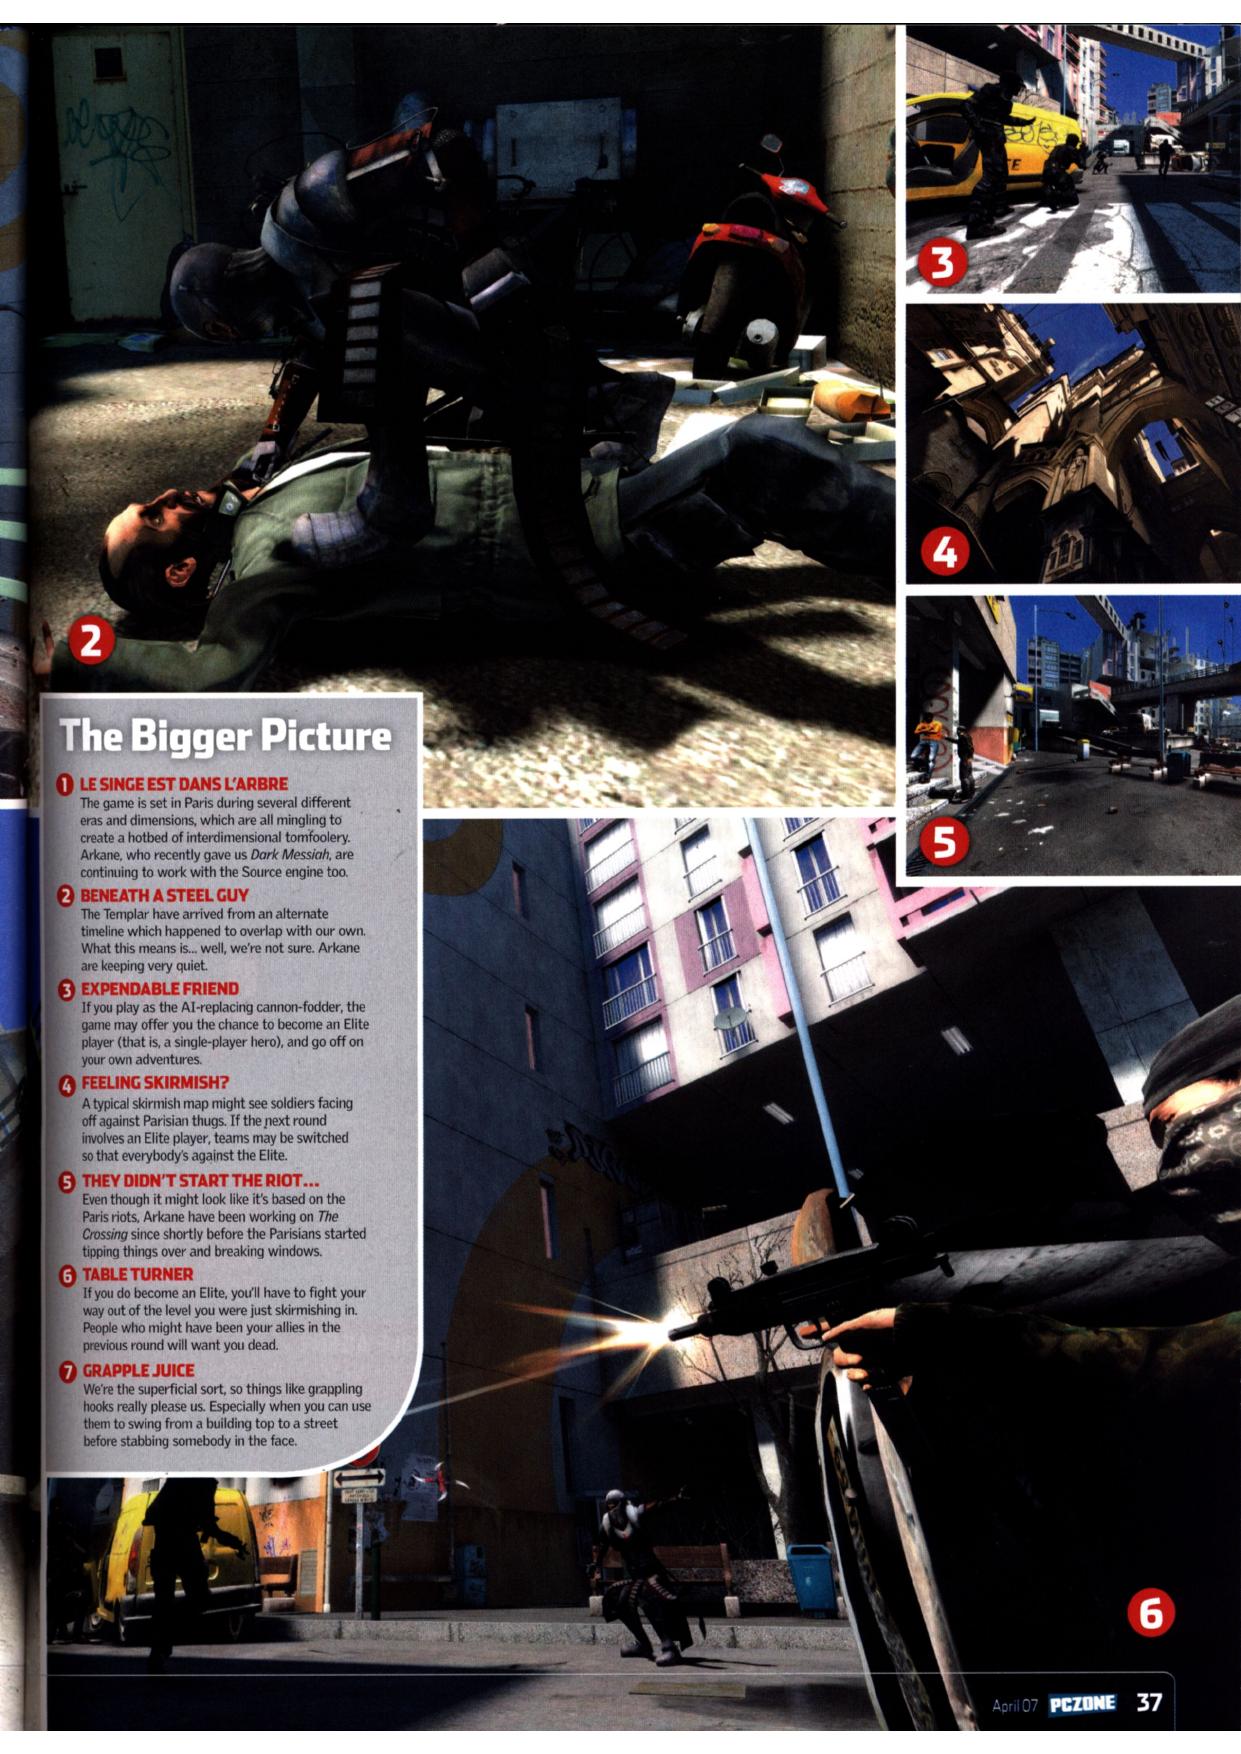 3
4
5
2
The Bigger Picture
1 LE SINGE EST DANS L'ARBRE
The game is set in Paris during several different
eras and dimensions, which are all mingling to
create a hotbed of interdimensional tomfoolery.
Arkane, who recently gave us Dark Messiah, are
continuing to work with the Source engine too.
2 BENEATH A STEEL GUY
The Templar have arrived from an alternate
timeline which happened to overlap with our own.
What this means is... well, we're not sure. Arkane
are keeping very quiet.
3 EXPENDABLE FRIEND
If you play as the AI-replacing cannon-fodder, the
game may offer you the chance to become an Elite
player (that is, a single-player hero), and go off on
your own adventures.
4 FEELING SKIRMISH?
A typical skirmish map might see soldiers facing
off against Parisian thugs. If the next round
involves an Elite player, teams may be switched
so that everybody's against the Elite.
5 THEY DIDN'T START THE RIOT...
Even though it might look like it's based on the
Paris riots, Arkane have been working on The
Crossing since shortly before the Parisians started
tipping things over and breaking windows.
6 TABLE TURNER
If you do become an Elite, you'll have to fight your
way out of the level you were just skirmishing in.
People who might have been your allies in the
previous round will want you dead.
7 GRAPPLE JUICE
We're the superficial sort, so things like grappling
hooks really please us. Especially when you can use
them to swing from a building top to a street
before stabbing somebody in the face.
6
April 07 PCZONE 37